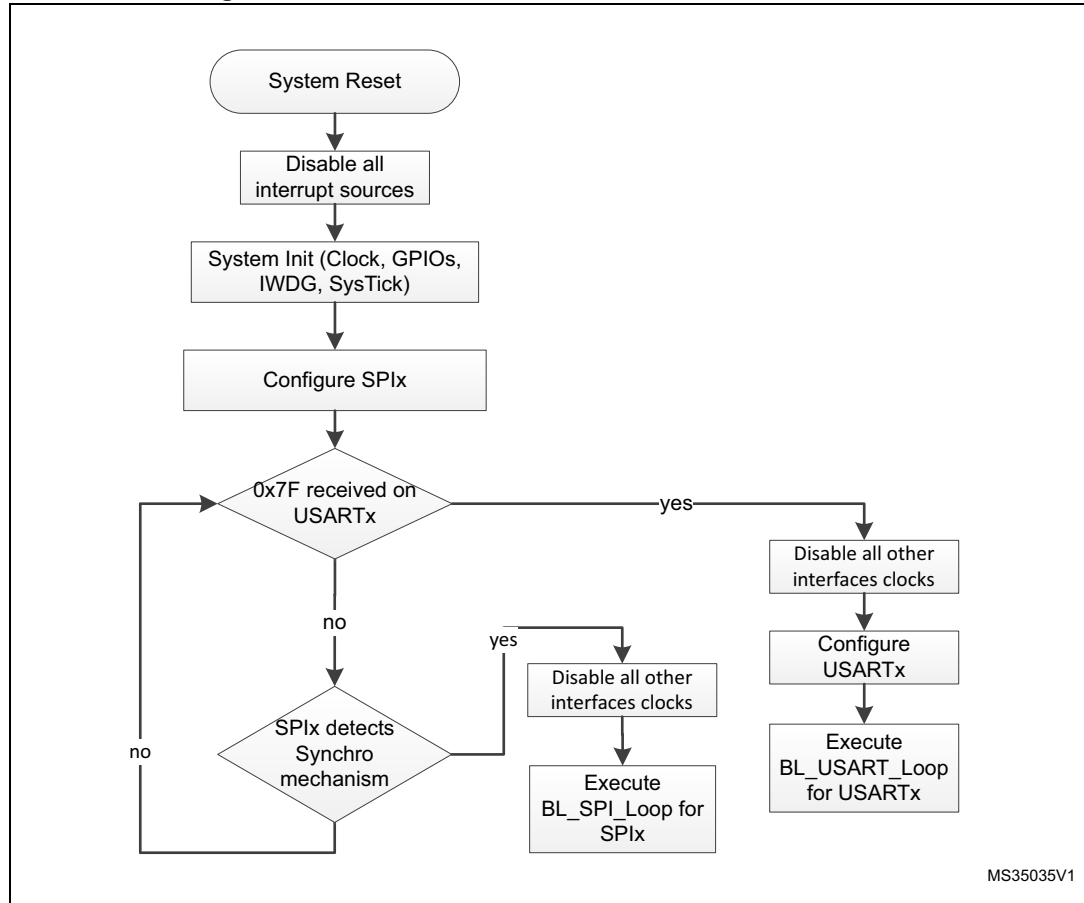 System Reset
Disable all
interrupt sources
System Init (Clock, GPIOs,
IWDG, SysTick)
Configure SPIx
0x7F received on
USARTx
yes
Disable all other
interfaces clocks
Configure
USARTx
Execute
BL_USART_Loop
for USARTx
no
yes
Disable all other
interfaces clocks
SPIx detects
Synchro
mechanism
no
Execute
BL_SPI_Loop for
SPIx
MS35035V1